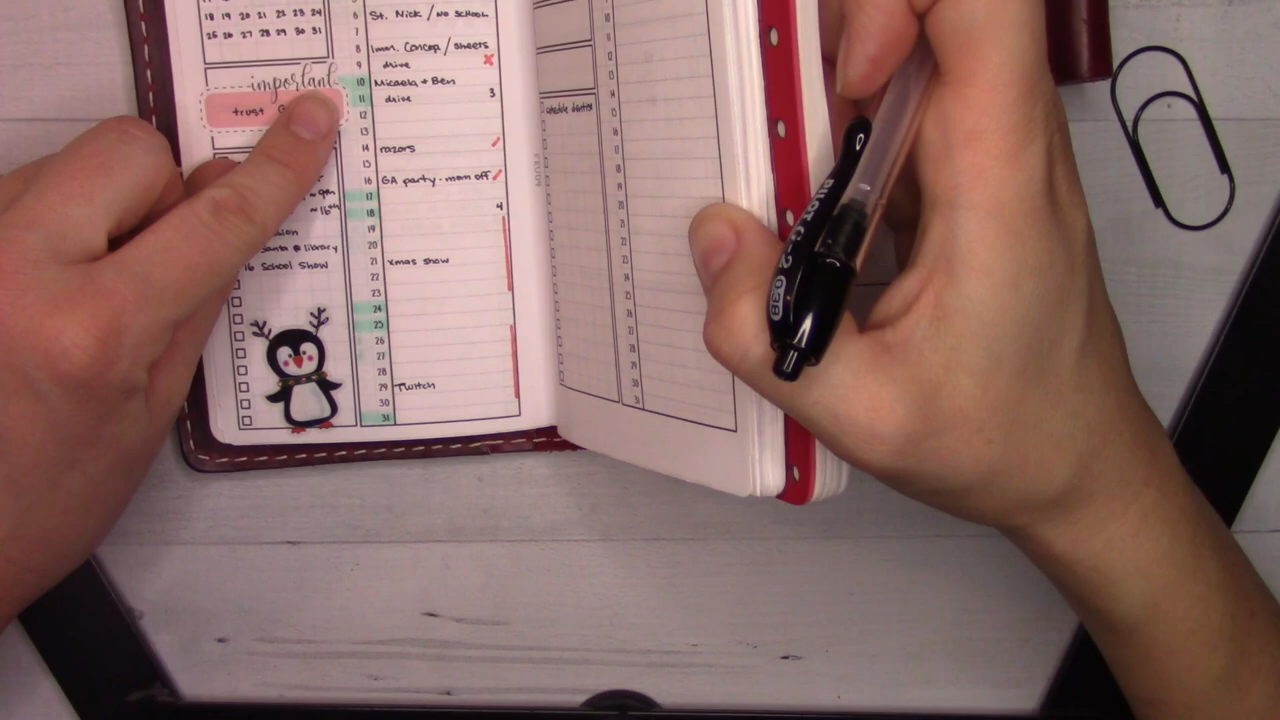 18 19 20 21 22 23 24
25 26 27 28 29 30 31
important
trust
~ 9th
~ 16th
@ library
16 School Show
6 St. Nick / NO SCHOOL
7
8 Imm. Concep / sheets
9 drive x
10 Micaela + Ben
11 drive 3
12
13
14 razors
15
16 GA party - mom off
17
18 4
19
20
21 xmas show
22
23
24
25
26
27
28
29 Twitch
30
31
schedule dentist
10
11
12
13
14
15
16
17
18
19
20
21
22
23
24
25
26
27
28
29
30
31
PILOT G-2 0.38